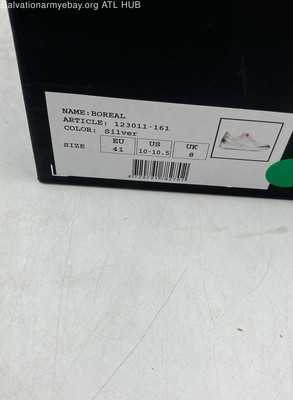 Salvationarmyebay.org ATL HUB
NAME:BOREAL
ARTICLE: 123011-161
COLOR: Silver
SIZE
EU US UK
41 10-10.5 8